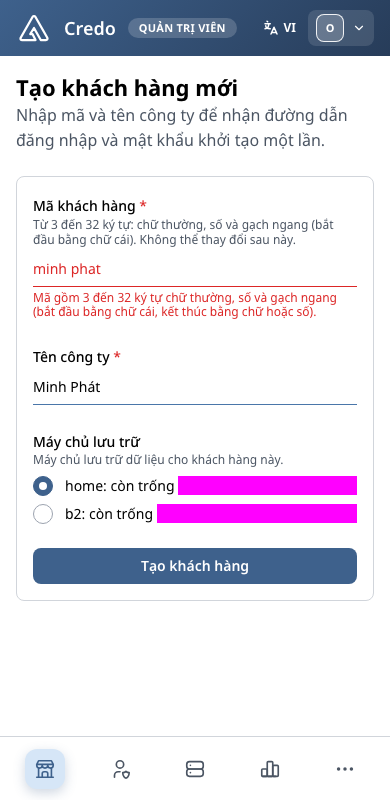 Credo
QUẢN TRỊ VIÊN
VI
O
Tạo khách hàng mới
Nhập mã và tên công ty để nhận đường dẫn
đăng nhập và mật khẩu khởi tạo một lần.
Mã khách hàng *
Từ 3 đến 32 ký tự: chữ thường, số và gạch ngang (bắt
đầu bằng chữ cái). Không thể thay đổi sau này.
minh phat
Mã gồm 3 đến 32 ký tự chữ thường, số và gạch ngang
(bắt đầu bằng chữ cái, kết thúc bằng chữ hoặc số).
Tên công ty *
Minh Phát
Máy chủ lưu trữ
Máy chủ lưu trữ dữ liệu cho khách hàng này.
home: còn trống
b2: còn trống
Tạo khách hàng